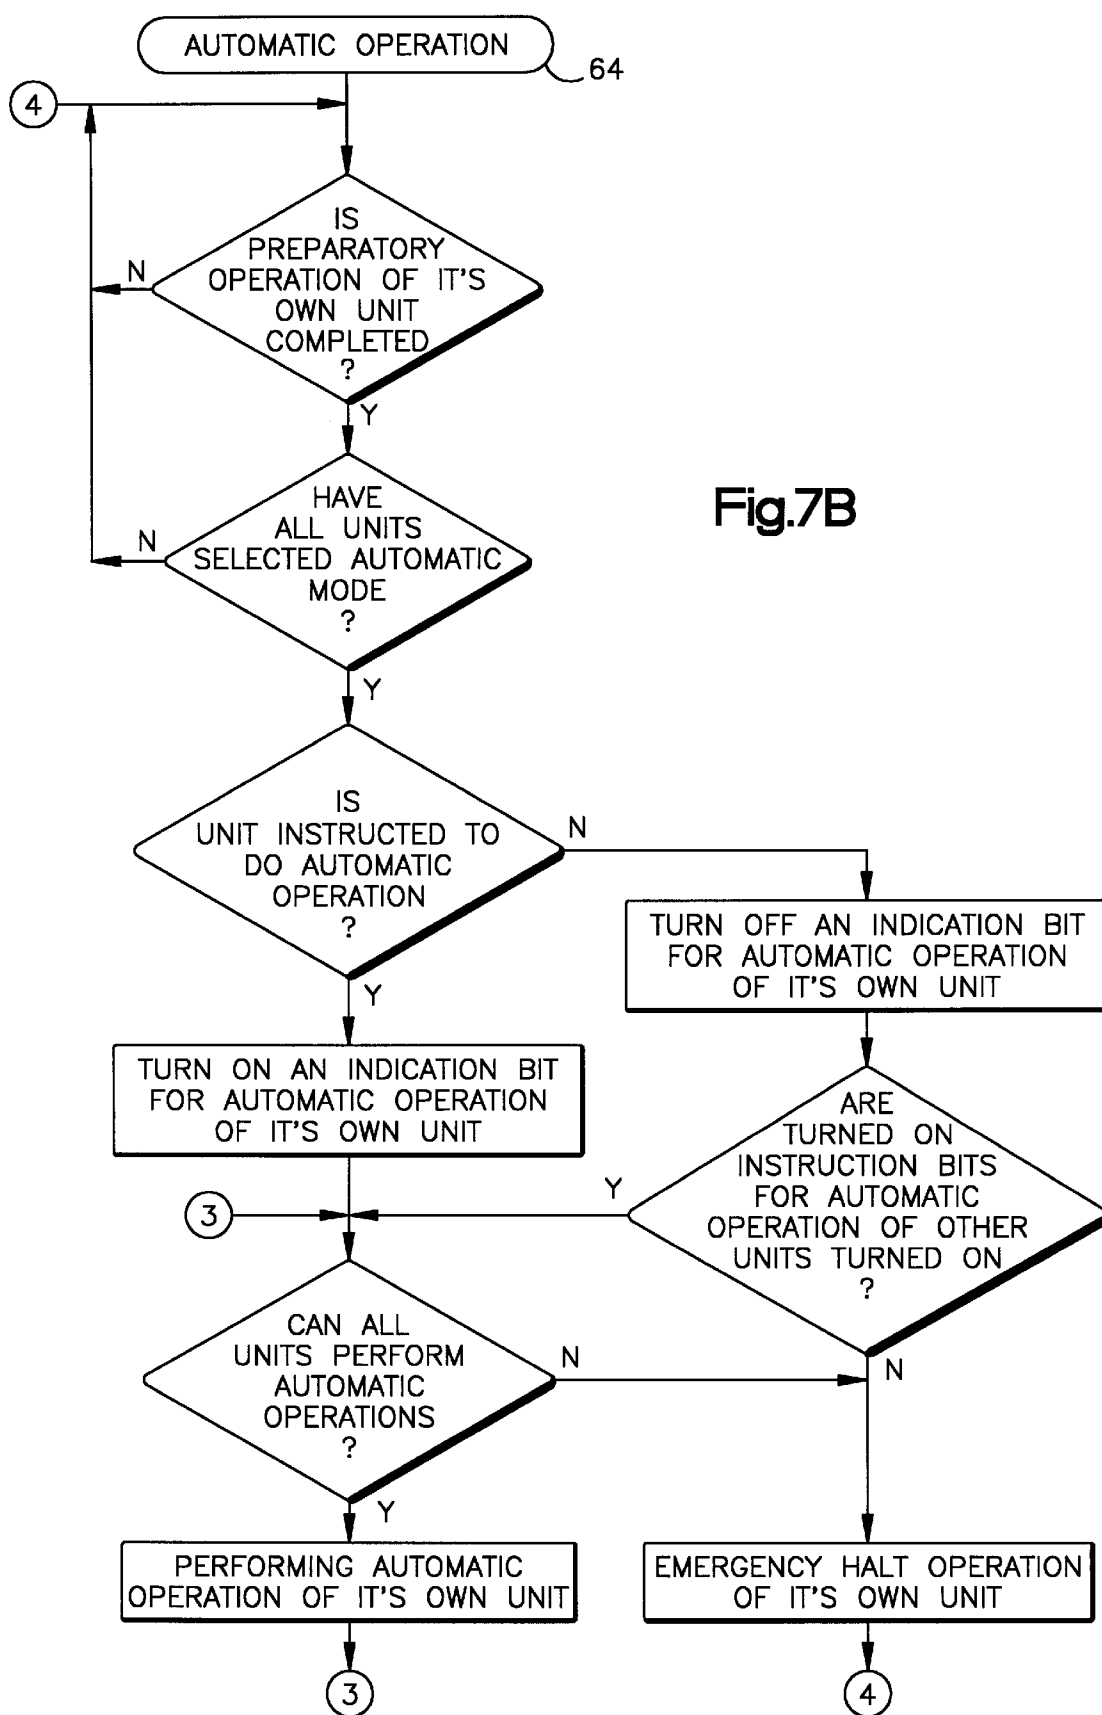 AUTOMATIC OPERATION
64
4
IS
PREPARATORY
OPERATION OF IT'S
OWN UNIT
COMPLETED
?
N
Y
HAVE
ALL UNITS
SELECTED AUTOMATIC
MODE
?
N
Y
Fig.7B
IS
UNIT INSTRUCTED TO
DO AUTOMATIC
OPERATION
?
N
Y
TURN OFF AN INDICATION BIT
FOR AUTOMATIC OPERATION
OF IT'S OWN UNIT
TURN ON AN INDICATION BIT
FOR AUTOMATIC OPERATION
OF IT'S OWN UNIT
ARE
TURNED ON
INSTRUCTION BITS
FOR AUTOMATIC
OPERATION OF OTHER
UNITS TURNED ON
?
Y
N
3
CAN ALL
UNITS PERFORM
AUTOMATIC
OPERATIONS
?
N
Y
PERFORMING AUTOMATIC
OPERATION OF IT'S OWN UNIT
EMERGENCY HALT OPERATION
OF IT'S OWN UNIT
3
4